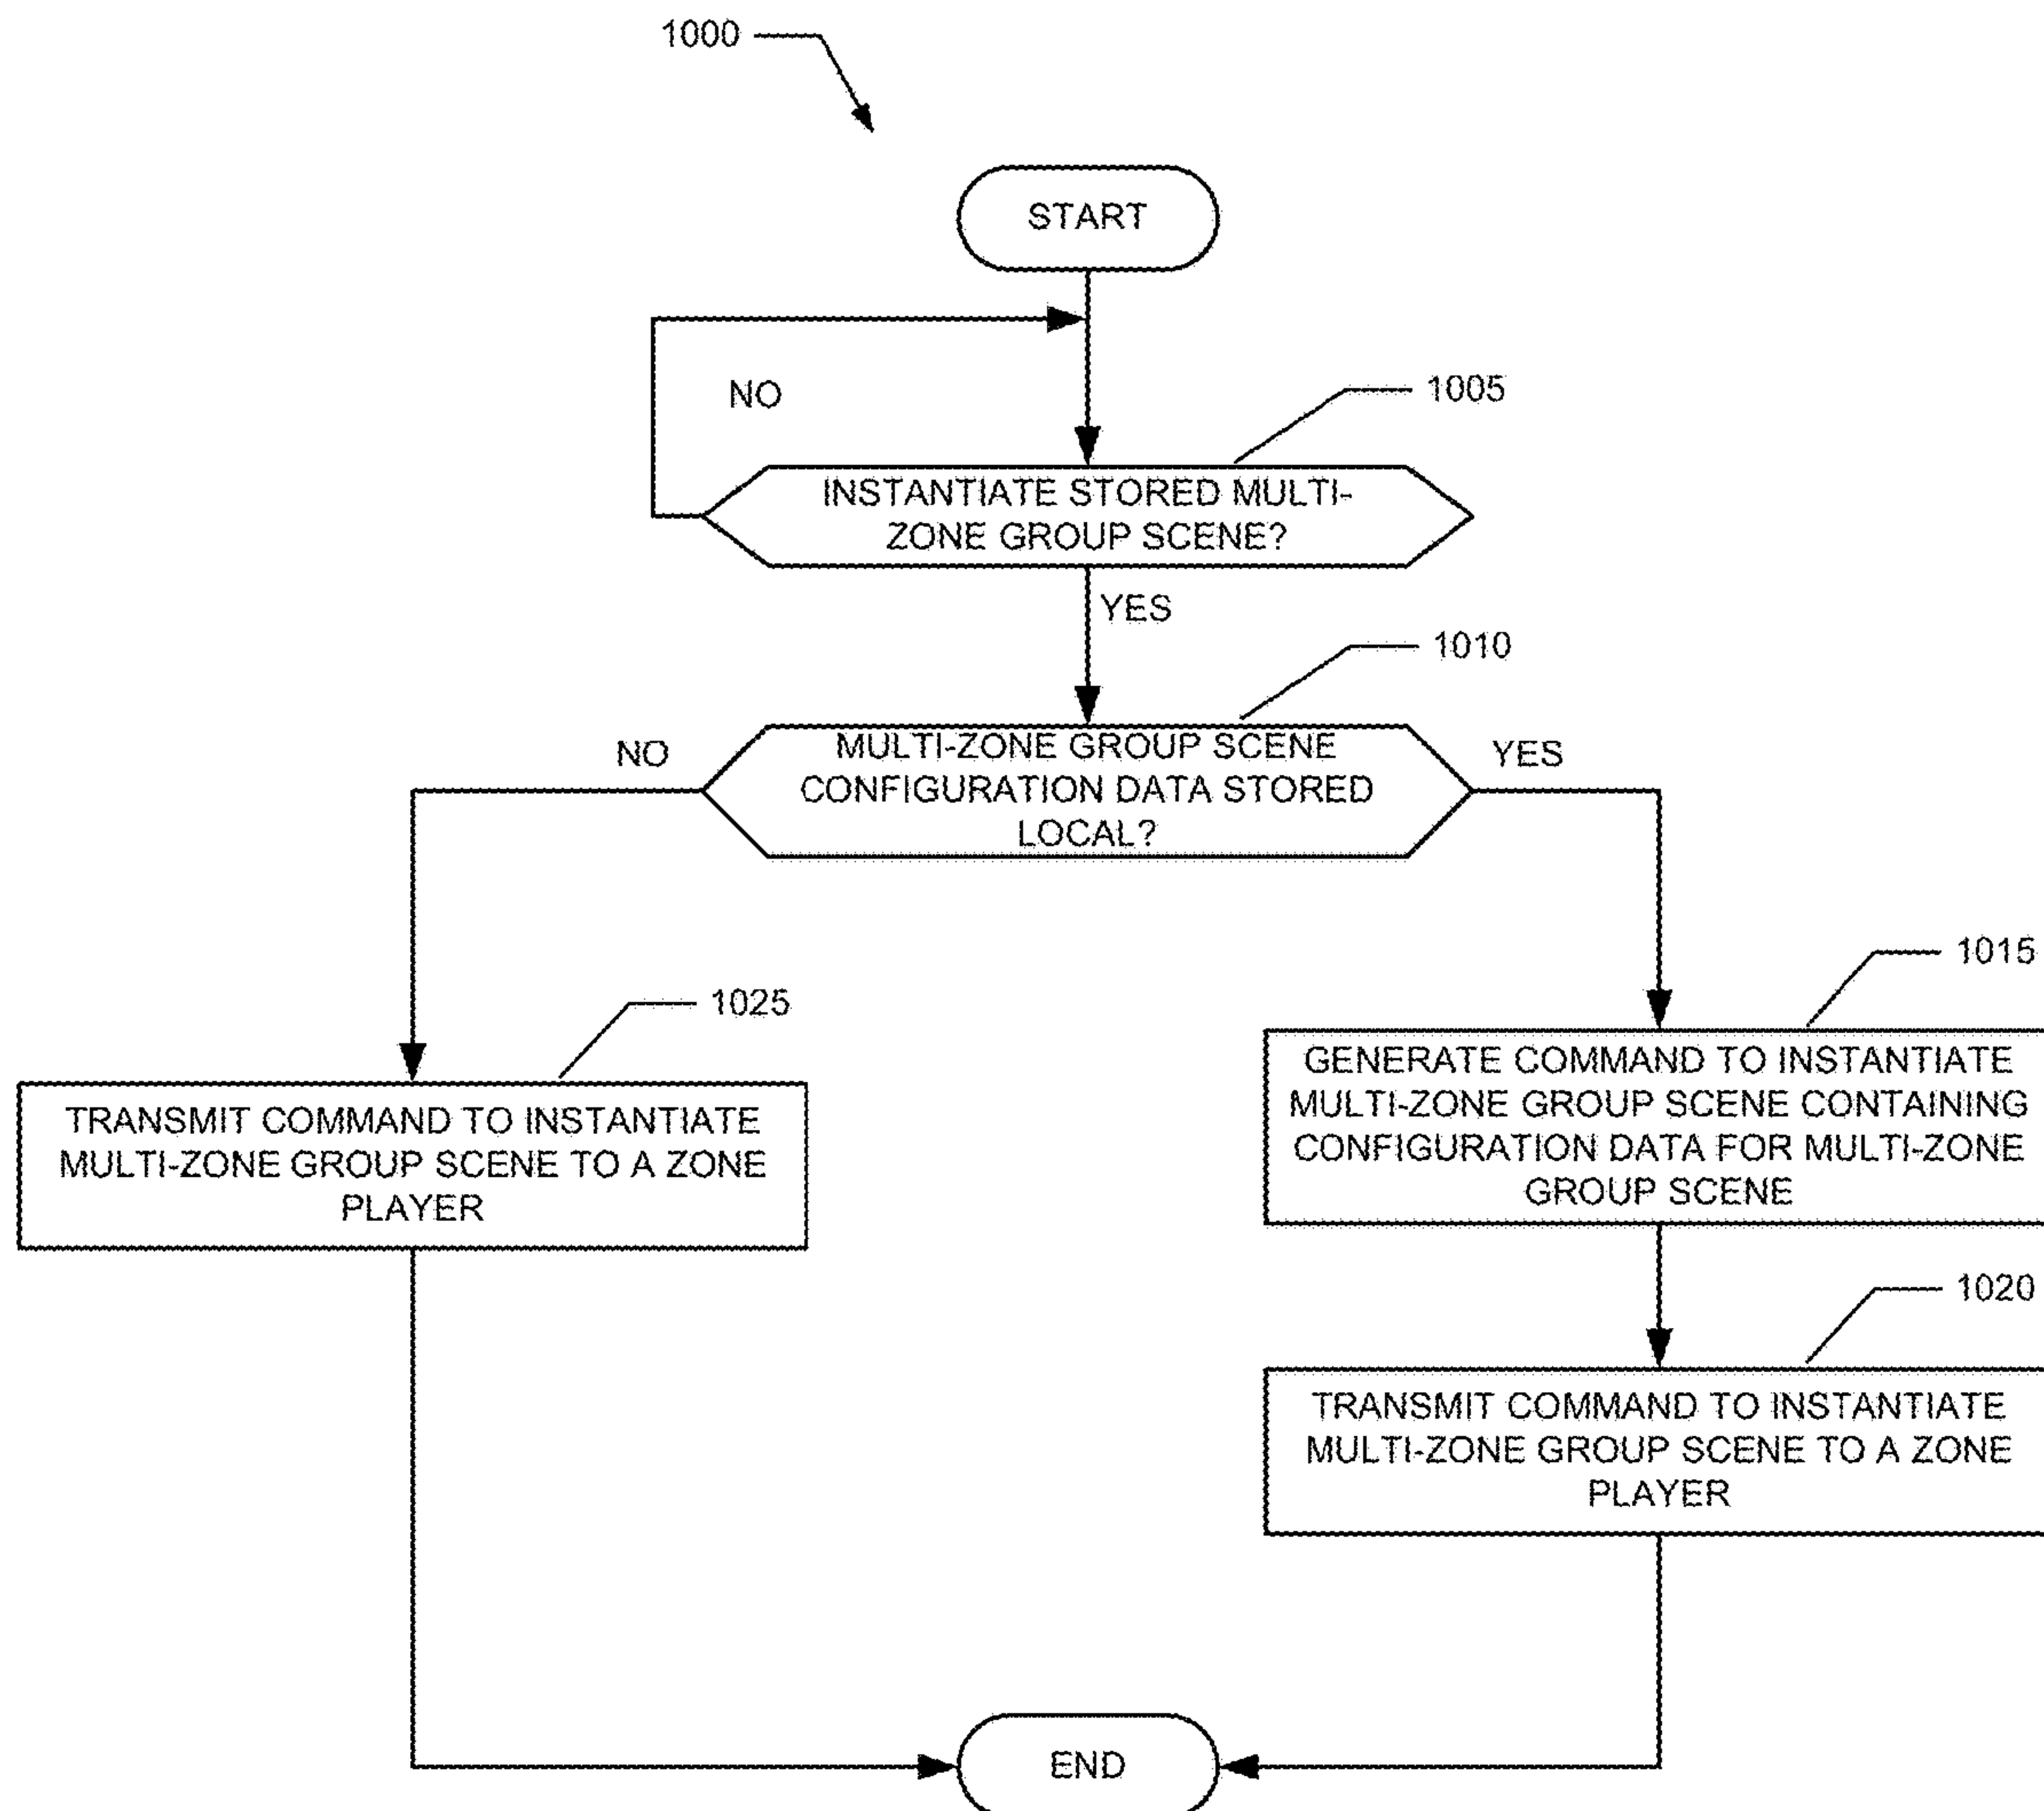 1000
START
NO
1005
INSTANTIATE STORED MULTI-
ZONE GROUP SCENE?
YES
1010
NO
MULTI-ZONE GROUP SCENE
CONFIGURATION DATA STORED
LOCAL?
YES
1015
1025
GENERATE COMMAND TO INSTANTIATE
MULTI-ZONE GROUP SCENE CONTAINING
CONFIGURATION DATA FOR MULTI-ZONE
GROUP SCENE
TRANSMIT COMMAND TO INSTANTIATE
MULTI-ZONE GROUP SCENE TO A ZONE
PLAYER
1020
TRANSMIT COMMAND TO INSTANTIATE
MULTI-ZONE GROUP SCENE TO A ZONE
PLAYER
END